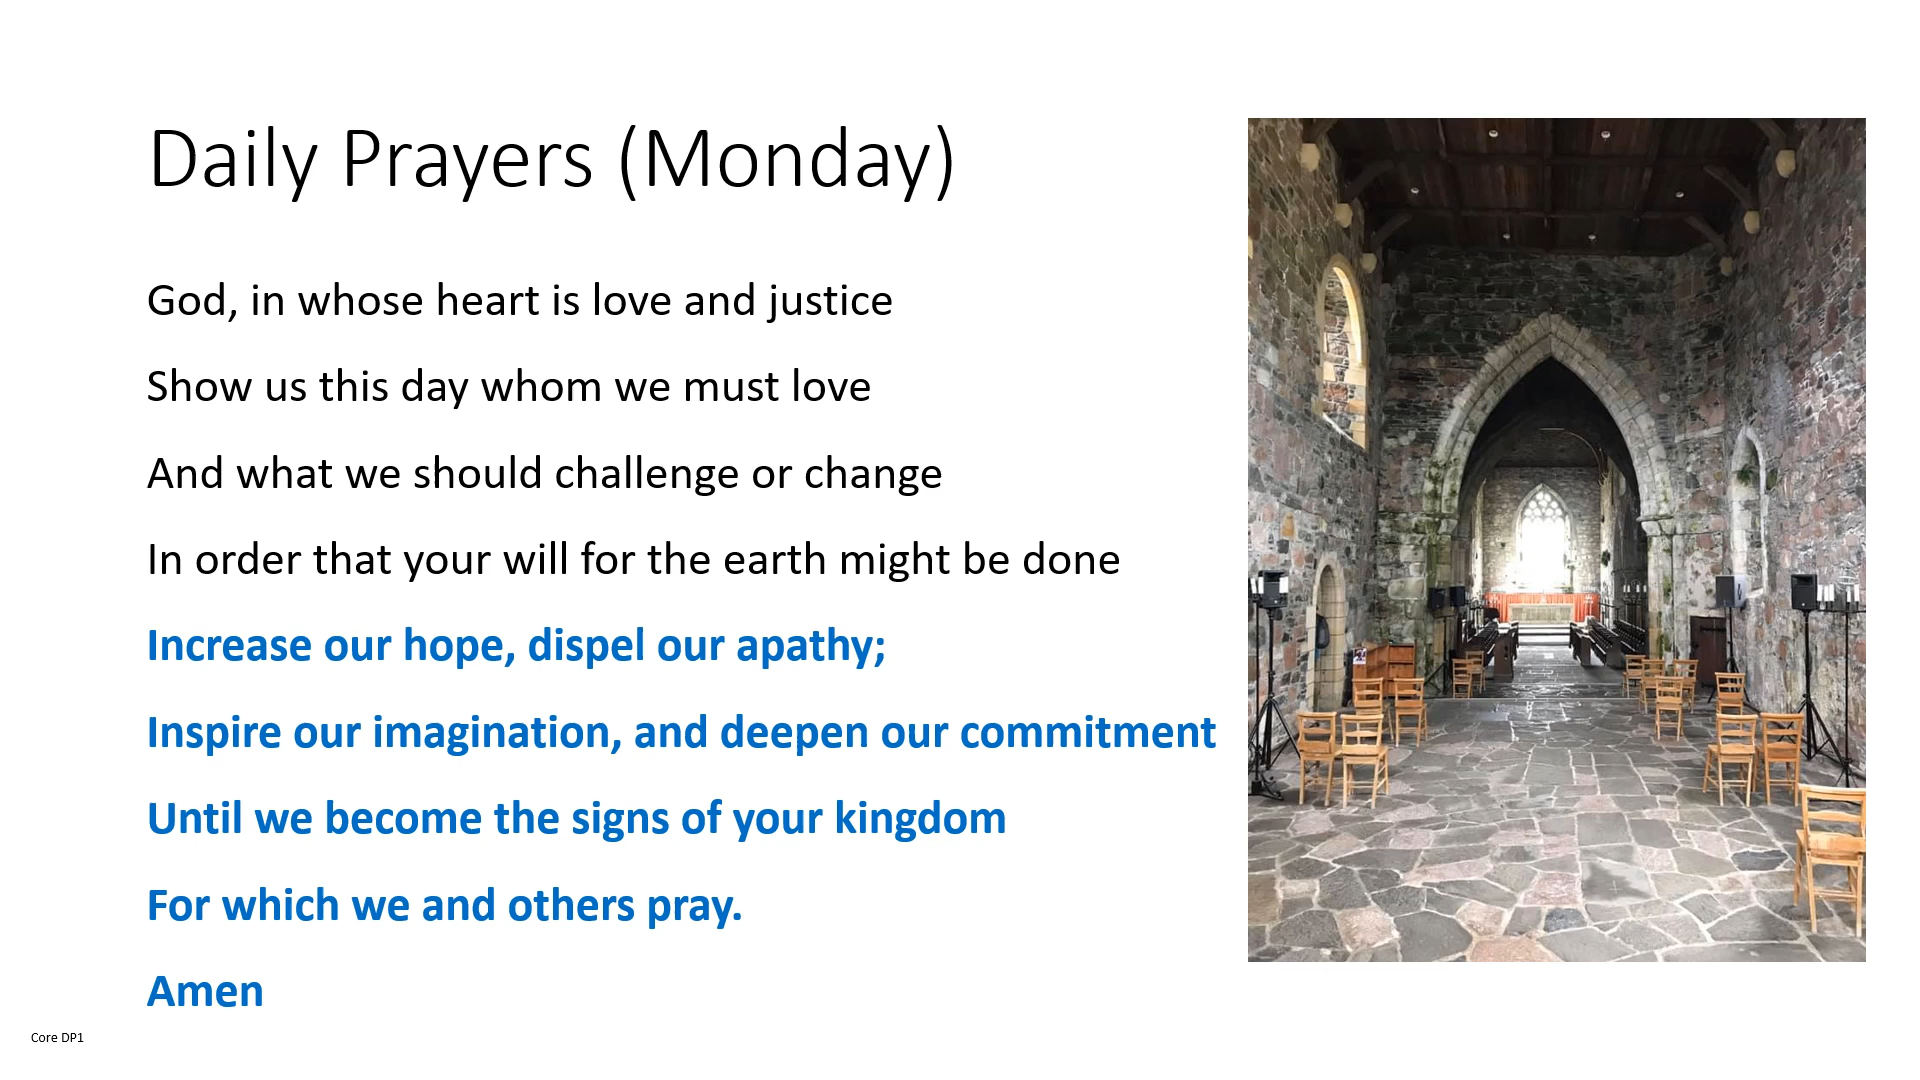 Daily Prayers (Monday)
God, in whose heart is love and justice
Show us this day whom we must love
And what we should challenge or change
In order that your will for the earth might be done
Increase our hope, dispel our apathy;
Inspire our imagination, and deepen our commitment
Until we become the signs of your kingdom
For which we and others pray.
Amen
Core DP1